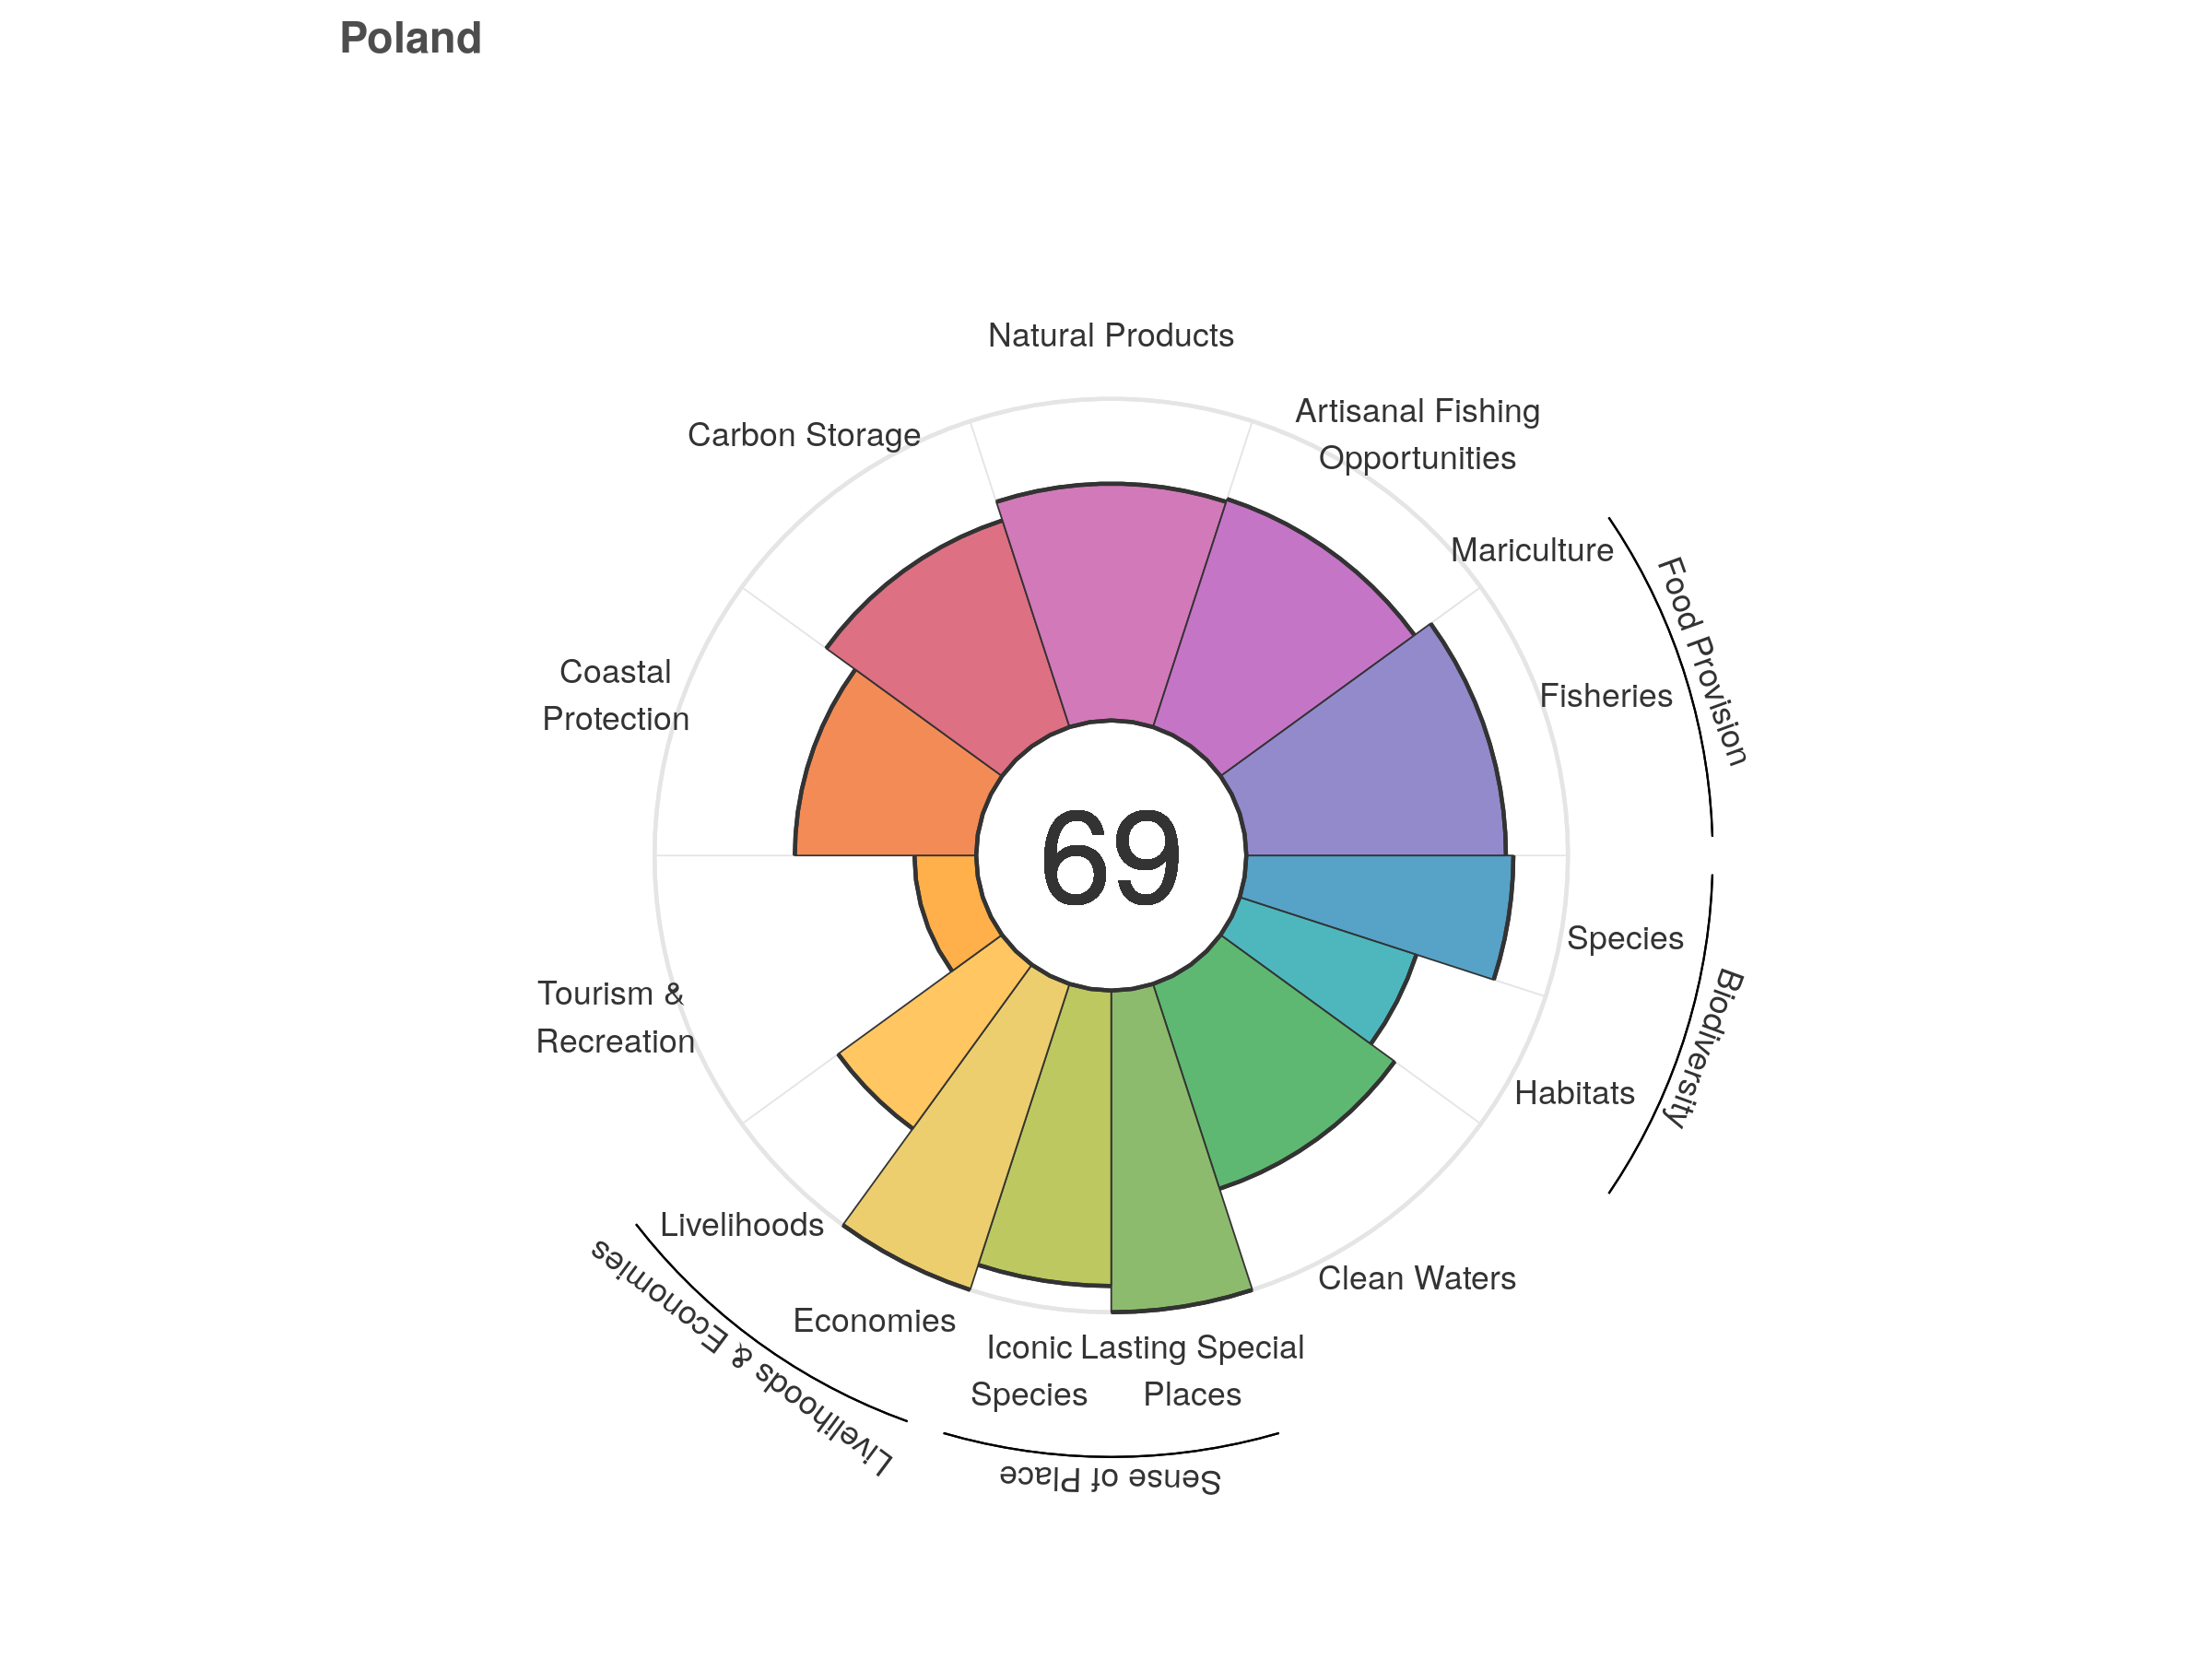 Poland
Natural Products
Artisanal Fishing
Opportunities
Carbon Storage
Mariculture
Food Provision
Coastal
Protection
Fisheries
69
Species
Biodiversity
Tourism &
Recreation
Habitats
Livelihoods
Clean Waters
Economies
Livelihoods & Economies
Iconic
Species
Lasting Special
Places
Sense of Place